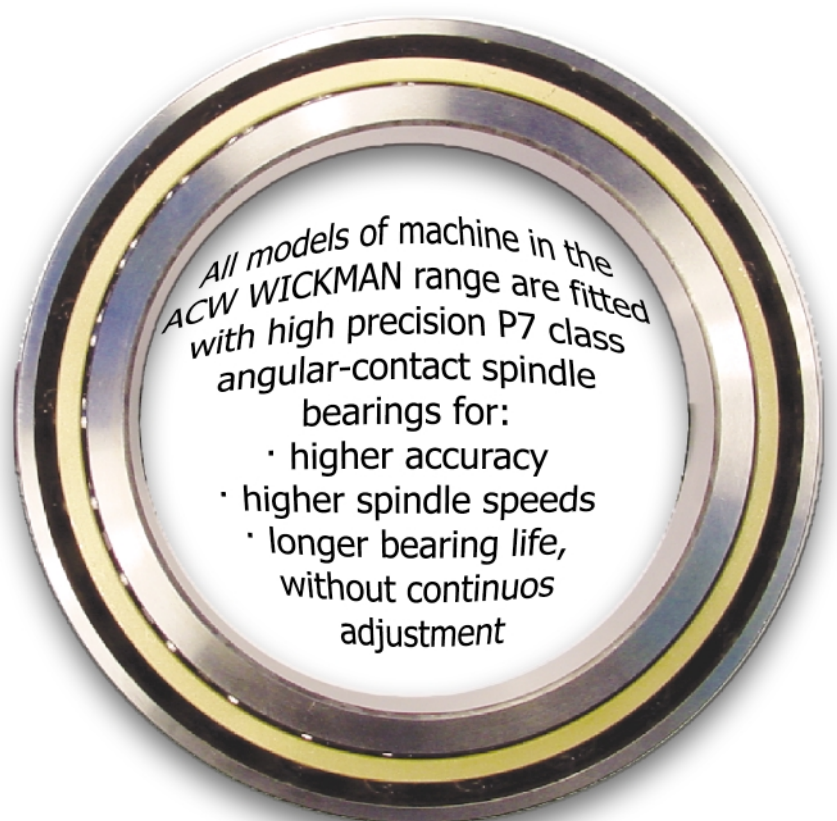 All models of machine in the
ACW WICKMAN range are fitted
with high precision P7 class
angular-contact spindle
bearings for:
· higher accuracy
· higher spindle speeds
· longer bearing life,
without continuos
adjustment